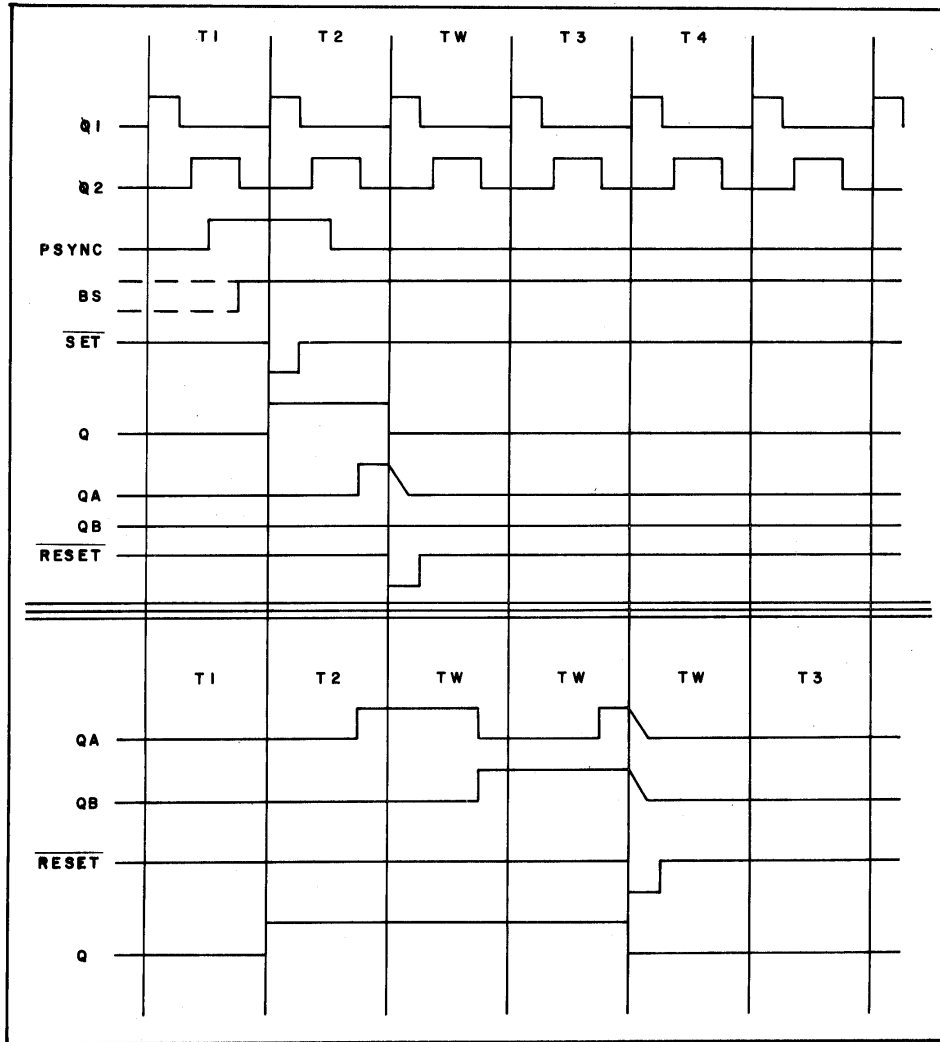 T1 T2 TW T3 T4
Φ1
Φ2
PSYNC
BS
SET
Q
QA
QB
RESET
T1 T2 TW TW TW T3
QA
QB
RESET
Q